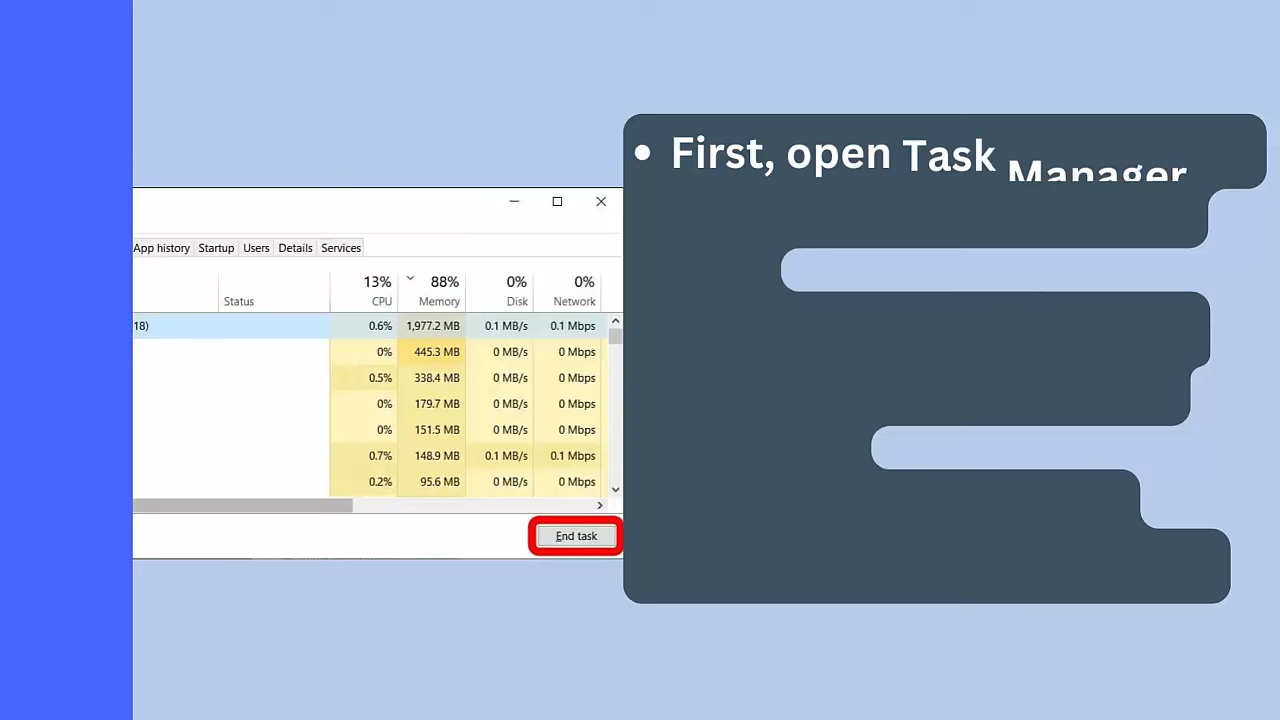 • First, open Task Manager
App history Startup Users Details Services
13% 88% 0% 0%
Status CPU Memory Disk Network
18) 0.6% 1,977.2 MB 0.1 MB/s 0.1 Mbps
0% 445.3 MB 0 MB/s 0 Mbps
0.5% 338.4 MB 0 MB/s 0 Mbps
0% 179.7 MB 0 MB/s 0 Mbps
0% 151.5 MB 0 MB/s 0 Mbps
0.7% 148.9 MB 0.1 MB/s 0.1 Mbps
0.2% 95.6 MB 0 MB/s 0 Mbps
End task